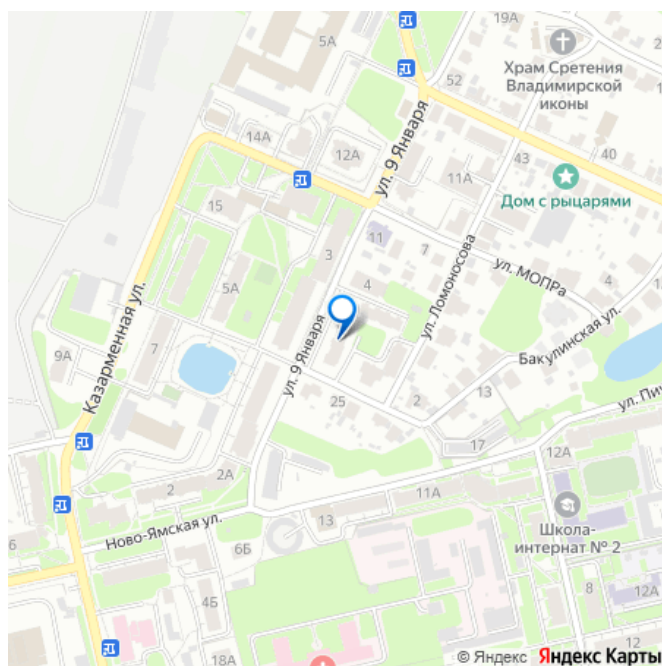 19А
5А
Храм Сретения
Владимирской
иконы
52
ул. 9 Января
14А
12А
43
40
11А
Дом с рыцарями
15
11
3
7
ул. МОПРа
4
4
5А
ул. Ломоносова
Казарменная ул.
ул. 9 Января
Бакулинская ул.
9А
7
13
25
2
ул. Пи
17
12А
2А
2
11А
Ново-Ямская ул.
13
Школа-
интернат № 2
6
6Б
8
12А
4Б
18А
12
© Яндекс Яндекс Карты